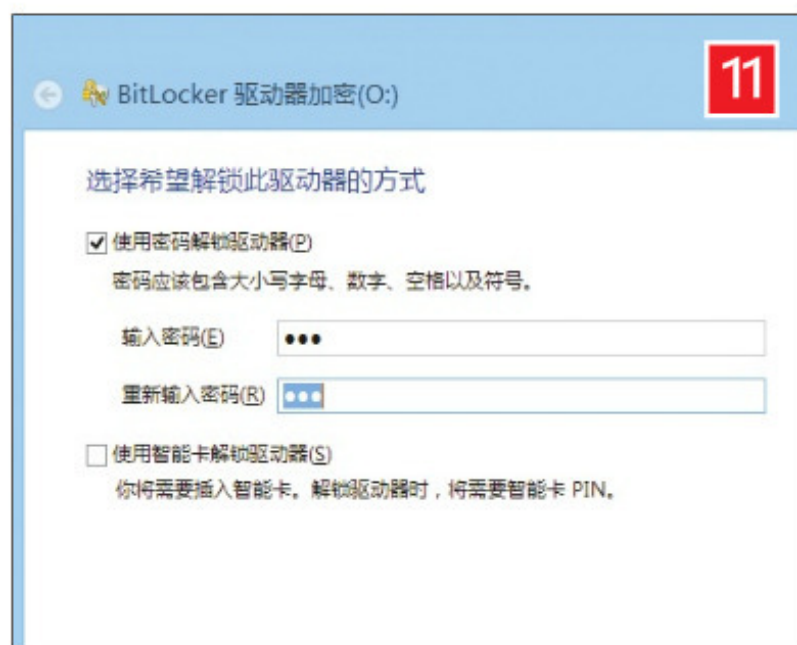 11
BitLocker 驱动器加密(O:)
选择希望解锁此驱动器的方式
使用密码解锁驱动器(P)
密码应该包含大小写字母、数字、空格以及符号。
输入密码(E) •••
重新输入密码(R) •••
使用智能卡解锁驱动器(S)
你将需要插入智能卡。解锁驱动器时，将需要智能卡 PIN。